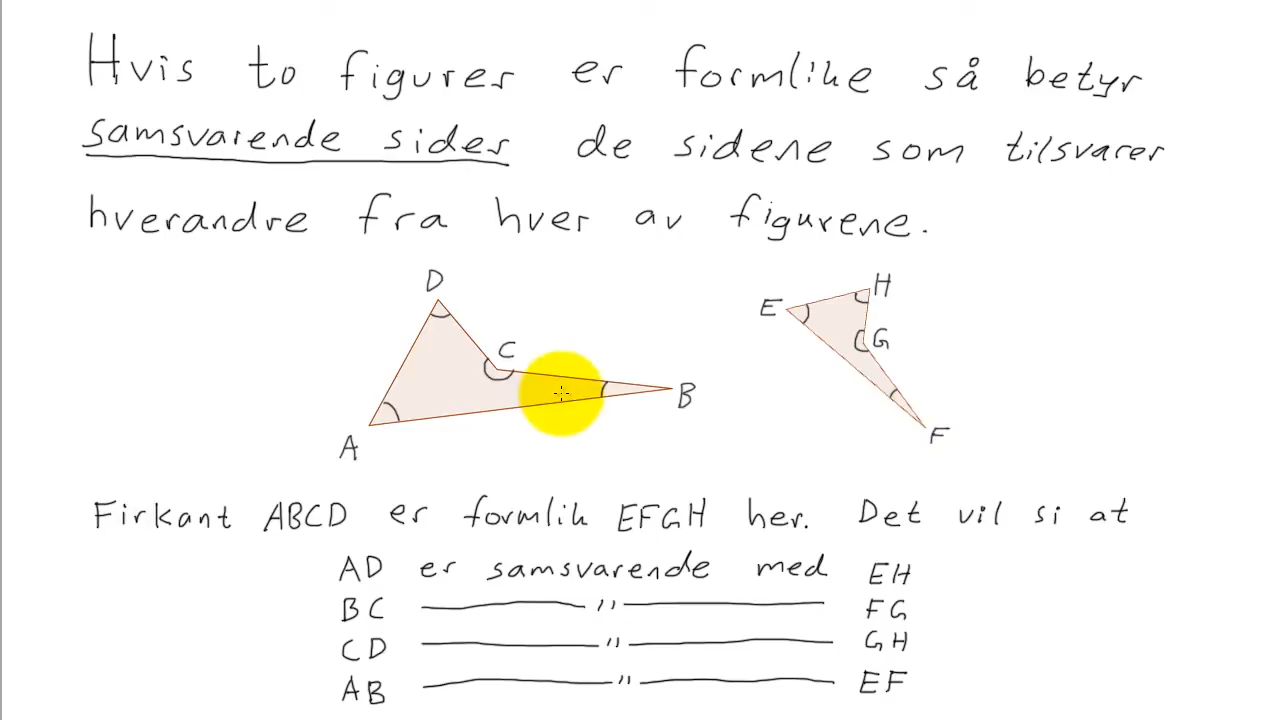 Hvis to figurer er formlike så betyr
samsvarende sider de sidene som tilsvarer
hverandre fra hver av figurene.
D
H
E
C
G
B
A
F
Firkant ABCD er formlik EFGH her. Det vil si at
AD er samsvarende med EH
BC —— " —— FG
CD —— " —— GH
AB —— " —— EF